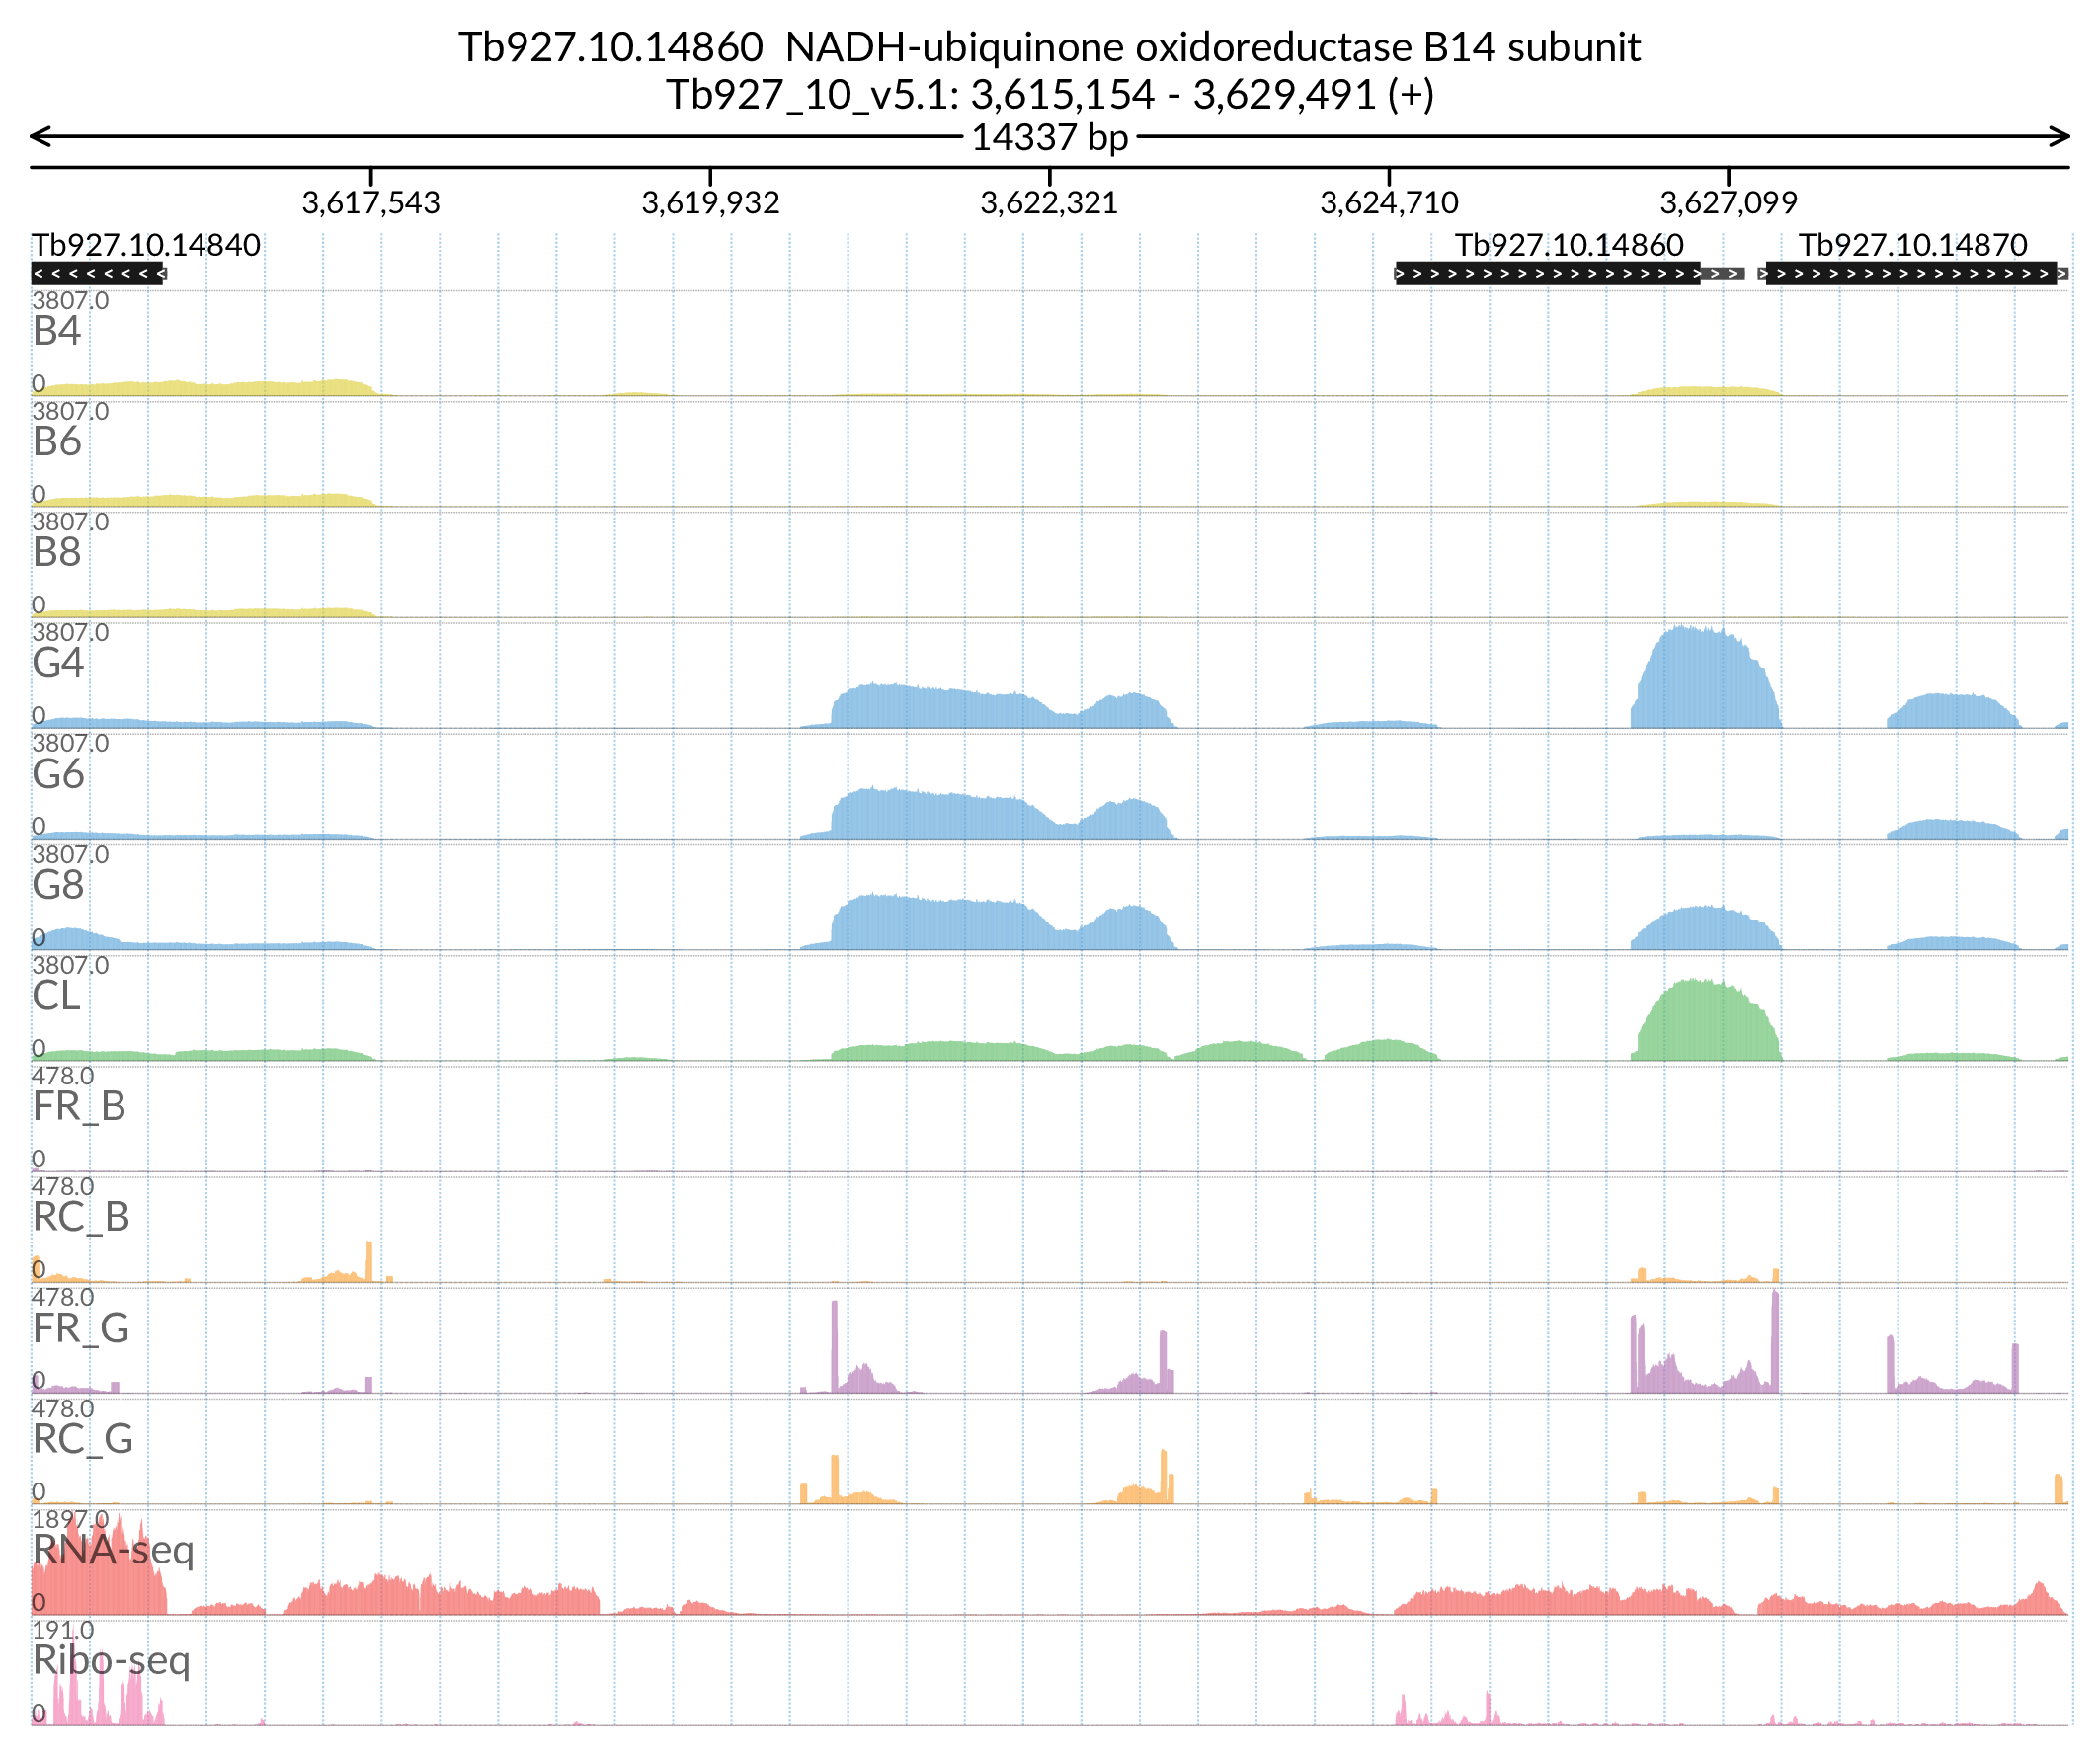 Tb927.10.14860 NADH-ubiquinone oxidoreductase B14 subunit
Tb927_10_v5.1: 3,615,154 - 3,629,491 (+)
14337 bp
3,617,543 3,619,932 3,622,321 3,624,710 3,627,099
Tb927.10.14840 Tb927.10.14860 Tb927.10.14870
3807.0
B4
0
3807.0
B6
0
3807.0
B8
0
3807.0
G4
0
3807.0
G6
0
3807.0
G8
0
3807.0
CL
0
478.0
FR_B
0
478.0
RC_B
0
478.0
FR_G
0
478.0
RC_G
0
1897.0
RNA-seq
0
191.0
Ribo-seq
0